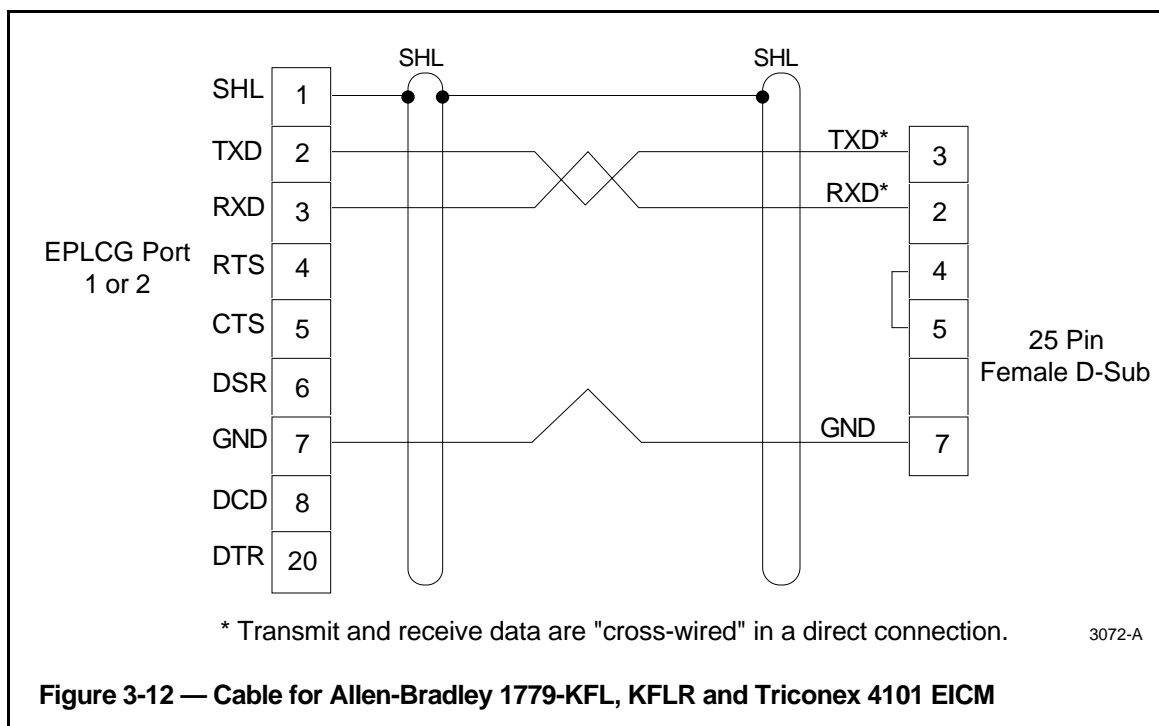 SHL SHL
SHL 1
TXD 2 TXD* 3
RXD 3 RXD* 2
EPLCG Port
1 or 2
RTS 4 4
CTS 5 5
25 Pin
Female D-Sub
DSR 6
GND 7 GND 7
DCD 8
DTR 20
* Transmit and receive data are "cross-wired" in a direct connection. 3072-A
Figure 3-12 — Cable for Allen-Bradley 1779-KFL, KFLR and Triconex 4101 EICM